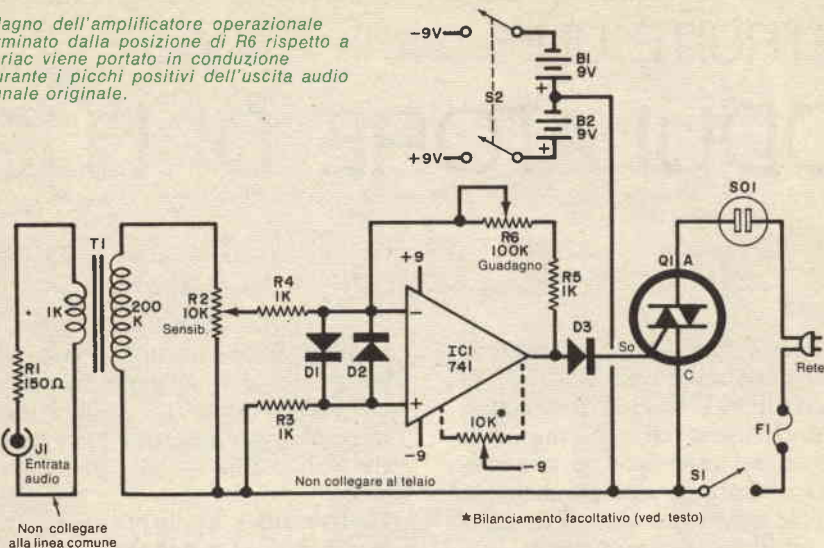 agno dell'amplificatore operazionale
minato dalla posizione di R6 rispetto a
riac viene portato in conduzione
urante i picchi positivi dell'uscita audio
nale originale.
-9V
B1
9V
+
S2
B2
9V
+
+9V
SO1
T1
R6
100K
Guadagno
Q1 A
+9
1K
200
K
R2
10K
Sensib.
R4
1K
R5
1K
D1
D2
-
IC1
741
+
D3
So
C
Rete
R1
150Ω
R3
1K
10K*
-9
-9
F1
J1
Entrata
audio
S1
Non collegare al telaio
Non collegare
alla linea comune
★Bilanciamento facoltativo (ved. testo)